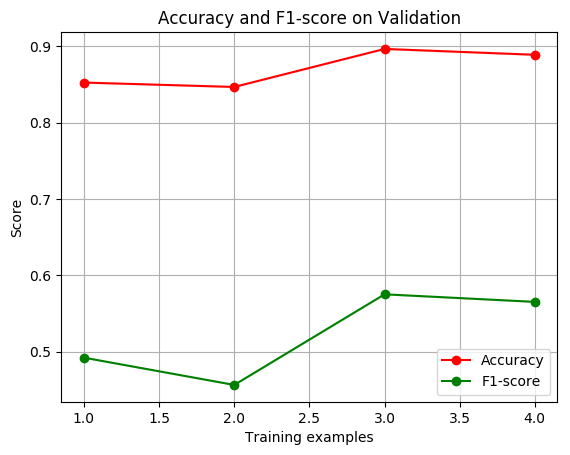 Accuracy and F1-score on Validation
0.9
0.8
0.7
0.6
0.5
Score
1.0 1.5 2.0 2.5 3.0 3.5 4.0
Training examples
Accuracy
F1-score